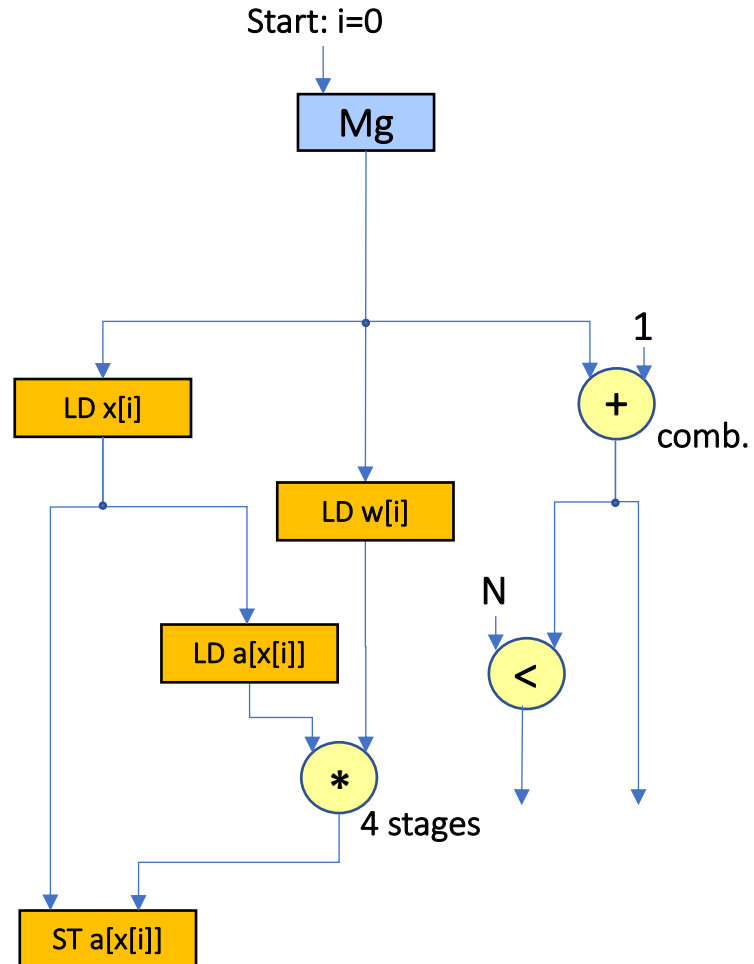 Start: i=0
Mg
1
LD x[i]
+
comb.
LD w[i]
N
LD a[x[i]]
<
*
4 stages
ST a[x[i]]